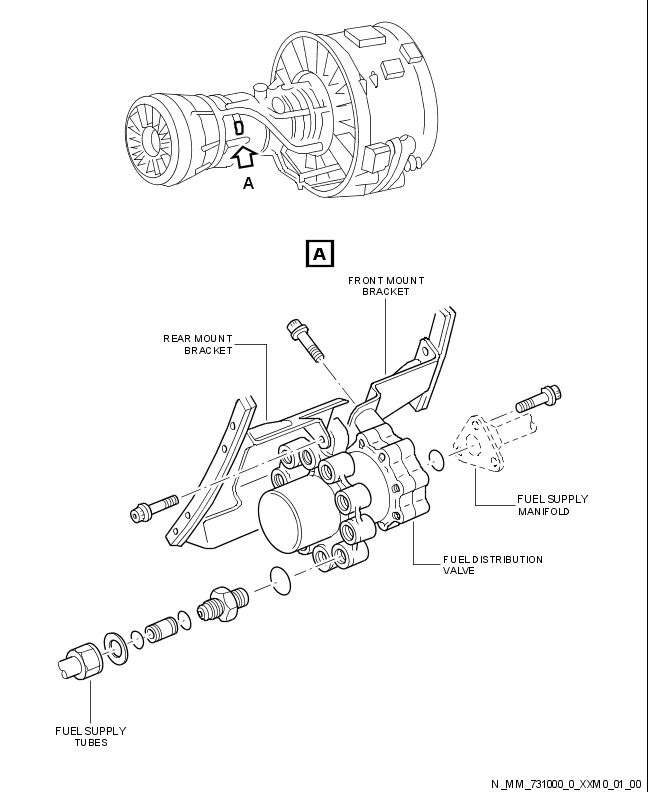 A
A
FRONT MOUNT
BRACKET
REAR MOUNT
BRACKET
FUEL SUPPLY
MANIFOLD
FUEL DISTRIBUTION
VALVE
FUEL SUPPLY
TUBES
N_MM_731000_0_XXM0_01_00